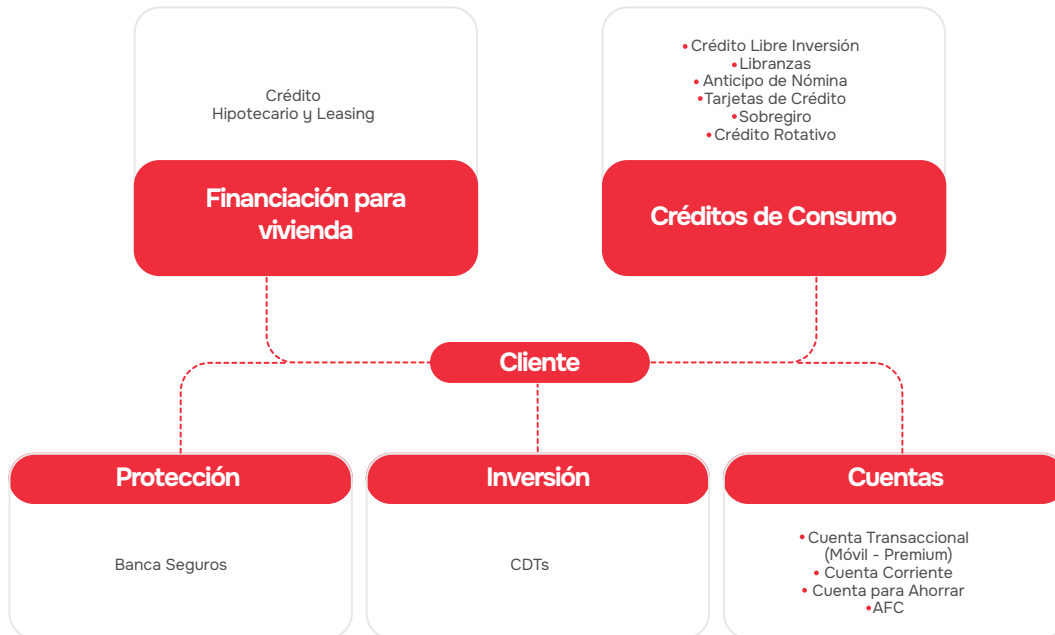 Crédito
Hipotecario y Leasing
Financiación para
vivienda
• Crédito Libre Inversión
• Libranzas
• Anticipo de Nómina
• Tarjetas de Crédito
• Sobregiro
• Crédito Rotativo
Créditos de Consumo
Cliente
Protección
Banca Seguros
Inversión
CDTs
Cuentas
• Cuenta Transaccional
(Móvil - Premium)
• Cuenta Corriente
• Cuenta para Ahorrar
• AFC